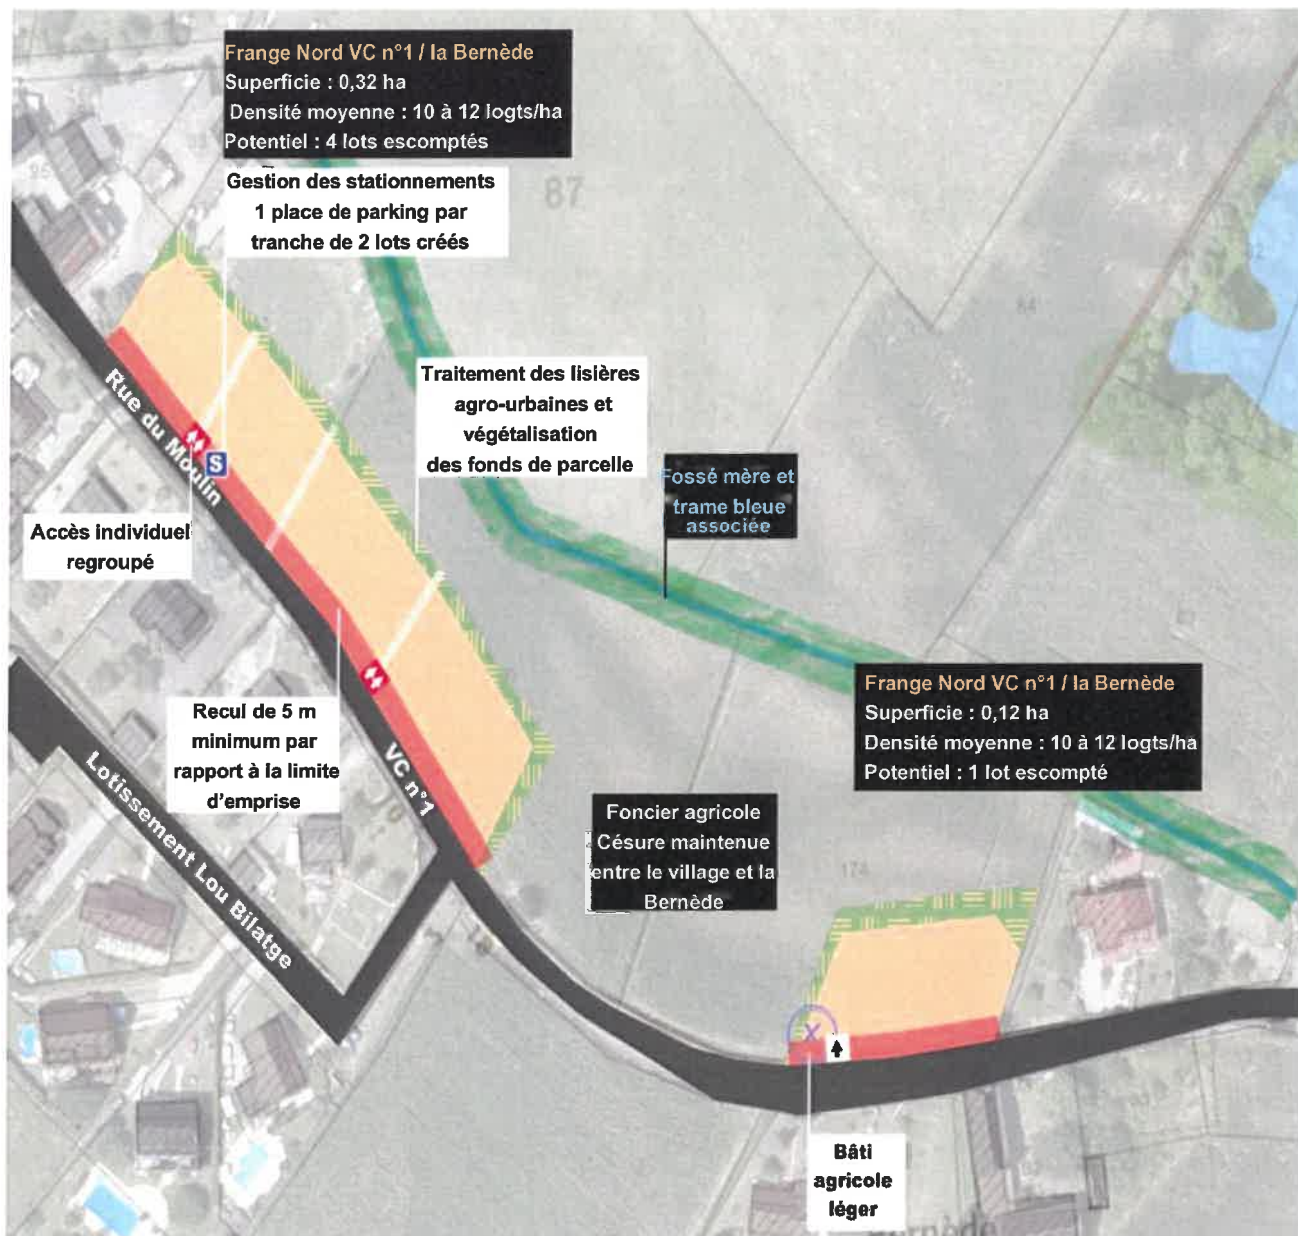 Frange Nord VC n°1 / la Bernède
Superficie : 0,32 ha
Densité moyenne : 10 à 12 logts/ha
Potentiel : 4 lots escomptés
Gestion des stationnements
1 place de parking par
tranche de 2 lots créés
87
Traitement des lisières
agro-urbaines et
végétalisation
des fonds de parcelle
Rue du Moulin
S
Accès individuel
regroupé
Fossé mère et
trame bleue
associée
Recul de 5 m
minimum par
rapport à la limite
d'emprise
VC n°1
Lotissement Lou Bilatge
Frange Nord VC n°1 / la Bernède
Superficie : 0,12 ha
Densité moyenne : 10 à 12 logts/ha
Potentiel : 1 lot escompté
Foncier agricole
Césure maintenue
entre le village et la
Bernède
174
X
Bâti
agricole
léger
Bernède